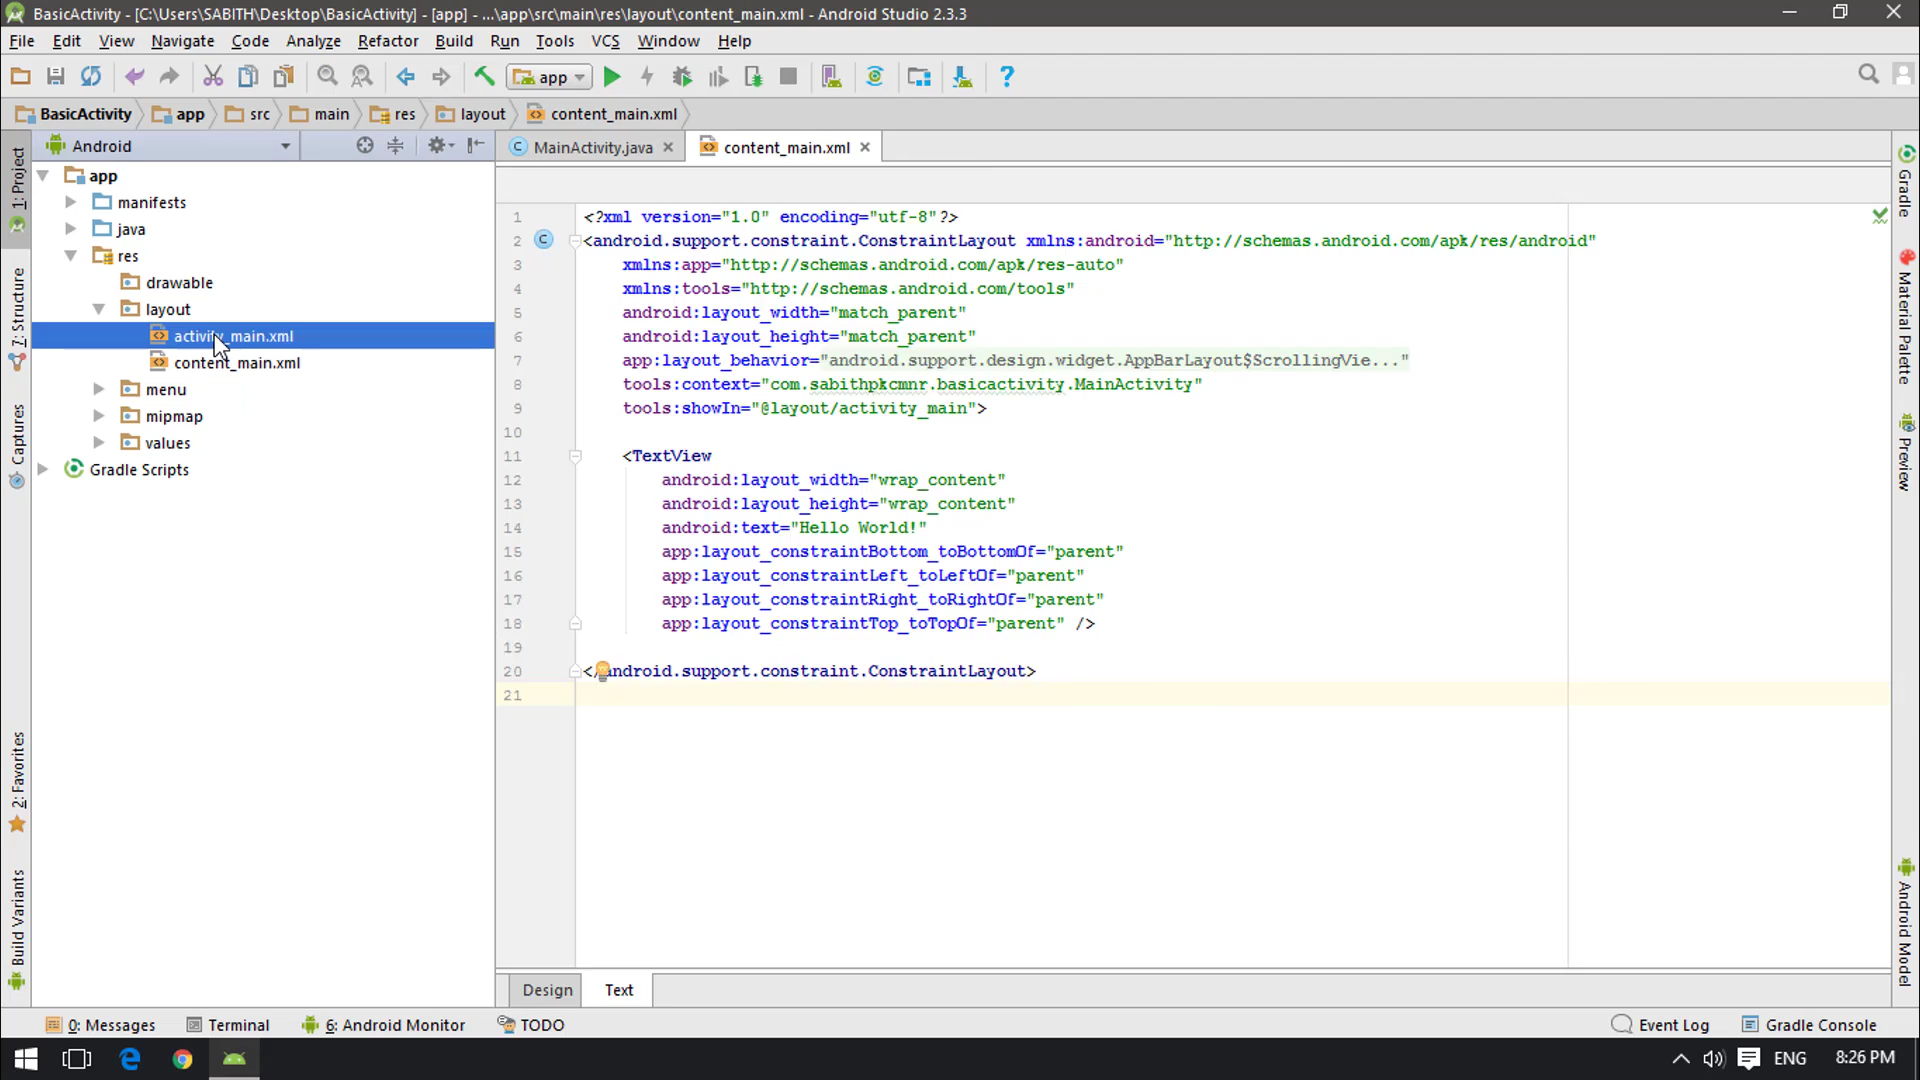 BasicActivity - [C:\Users\SABITH\Desktop\BasicActivity] - [app] - ...\app\src\main\res\layout\content_main.xml - Android Studio 2.3.3
File Edit View Navigate Code Analyze Refactor Build Run Tools VCS Window Help
app
BasicActivity app src main res layout content_main.xml
Android
MainActivity.java
content_main.xml
1: Project
7: Structure
Captures
2: Favorites
Build Variants
app
manifests
java
res
drawable
layout
activity_main.xml
content_main.xml
menu
mipmap
values
Gradle Scripts
1 <?xml version="1.0" encoding="utf-8"?>
2 <android.support.constraint.ConstraintLayout xmlns:android="http://schemas.android.com/apk/res/android"
3 xmlns:app="http://schemas.android.com/apk/res-auto"
4 xmlns:tools="http://schemas.android.com/tools"
5 android:layout_width="match_parent"
6 android:layout_height="match_parent"
7 app:layout_behavior="android.support.design.widget.AppBarLayout$ScrollingVie..."
8 tools:context="com.sabithpkcmnr.basicactivity.MainActivity"
9 tools:showIn="@layout/activity_main">
10
11 <TextView
12 android:layout_width="wrap_content"
13 android:layout_height="wrap_content"
14 android:text="Hello World!"
15 app:layout_constraintBottom_toBottomOf="parent"
16 app:layout_constraintLeft_toLeftOf="parent"
17 app:layout_constraintRight_toRightOf="parent"
18 app:layout_constraintTop_toTopOf="parent" />
19
20 </android.support.constraint.ConstraintLayout>
21
Gradle
Material Palette
Preview
Android Model
Design Text
0: Messages Terminal 6: Android Monitor TODO Event Log Gradle Console
ENG 8:26 PM